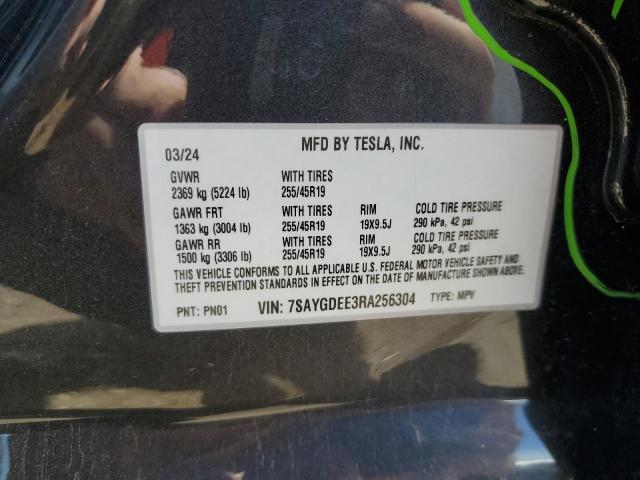 MFD BY TESLA, INC.
03/24
GVWR WITH TIRES
2369 kg (5224 lb) 255/45R19
GAWR FRT WITH TIRES RIM COLD TIRE PRESSURE
1363 kg (3004 lb) 255/45R19 19X9.5J 290 kPa, 42 psi
GAWR RR WITH TIRES RIM COLD TIRE PRESSURE
1500 kg (3306 lb) 255/45R19 19X9.5J 290 kPa, 42 psi
THIS VEHICLE CONFORMS TO ALL APPLICABLE U.S. FEDERAL MOTOR VEHICLE SAFETY AND
THEFT PREVENTION STANDARDS IN EFFECT ON THE DATE OF MANUFACTURE SHOWN ABOVE.
PNT: PN01 VIN: 7SAYGDEE3RA256304 TYPE: MPV